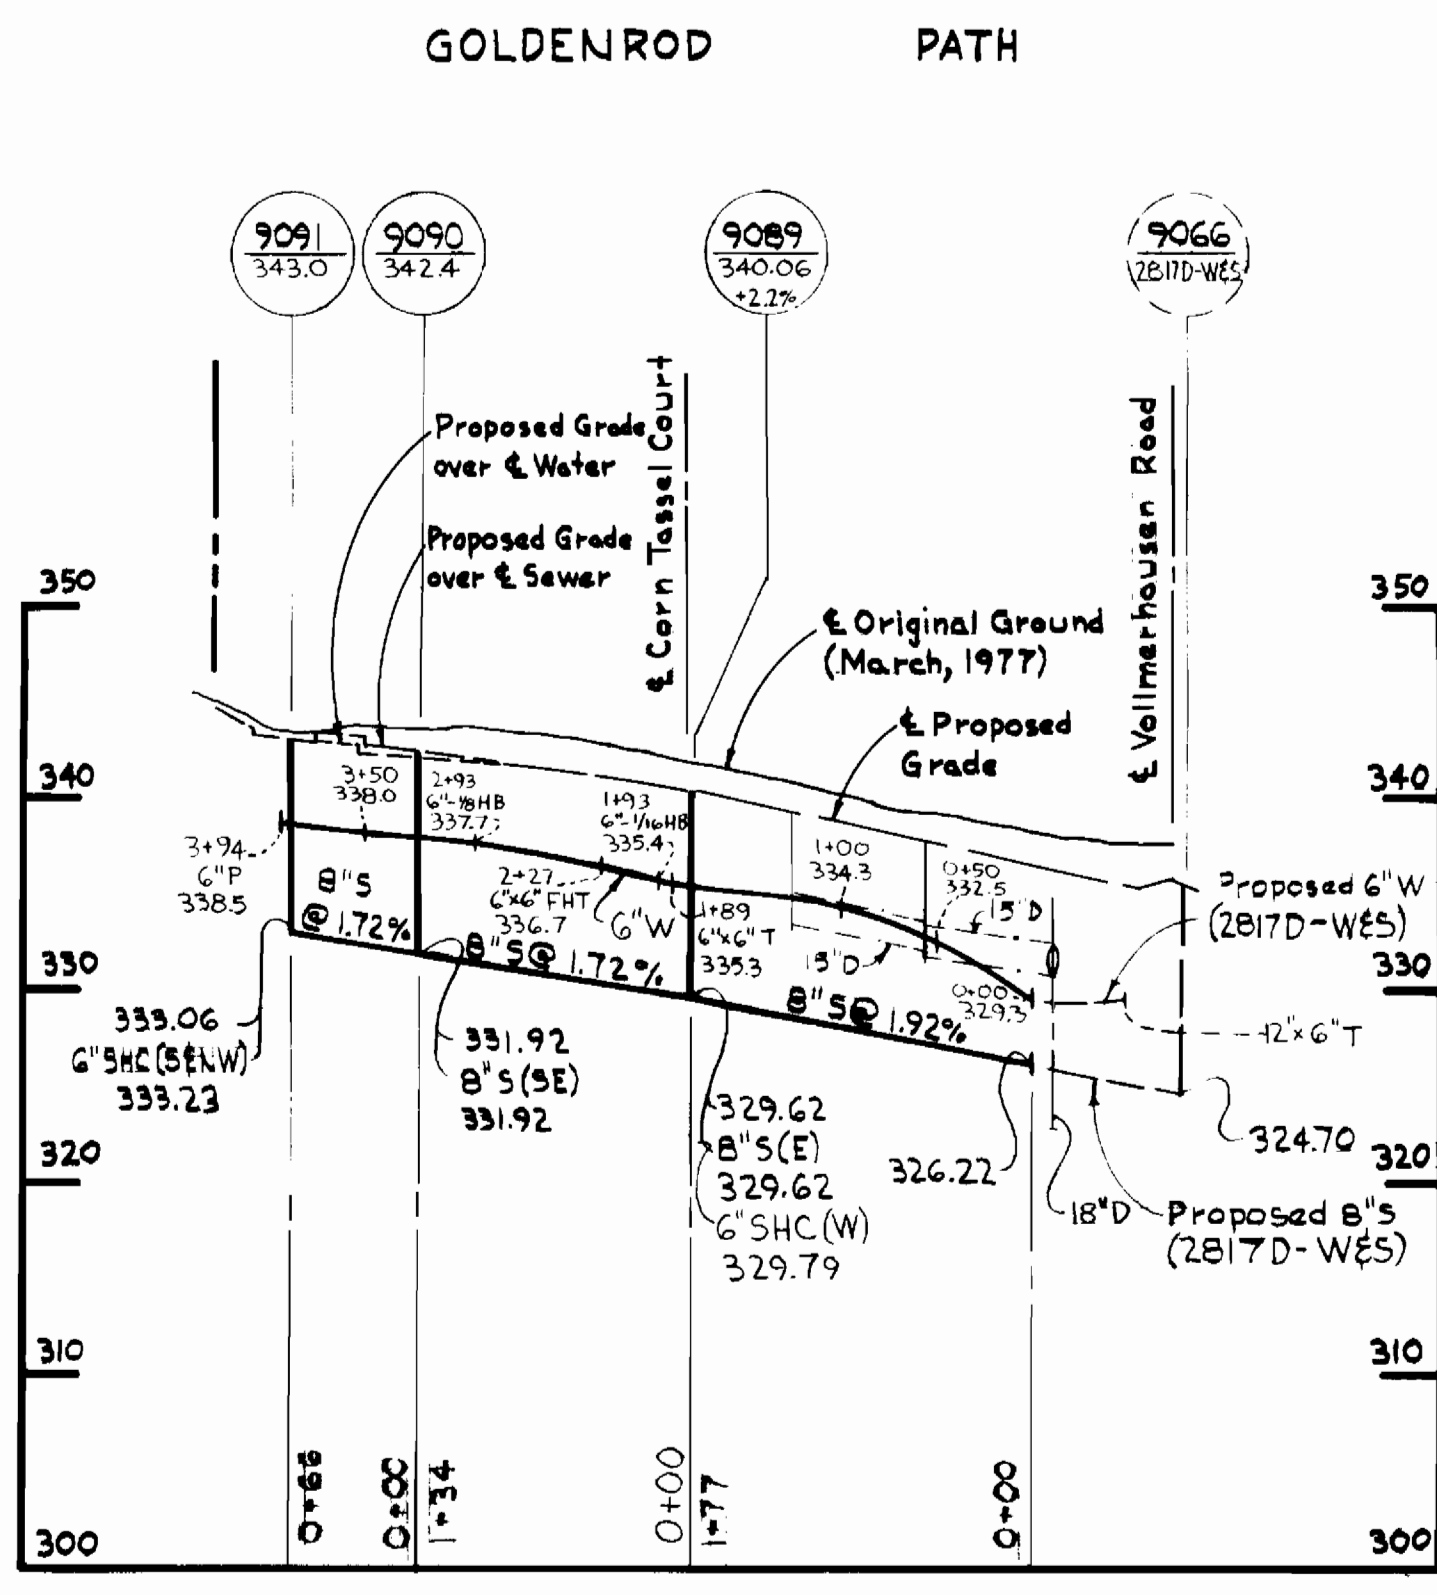 GOLDENROD PATH
9091
343.0
9090
342.4
9089
340.06
+2.2%
9066
2817D-W&S
Proposed Grade
over ℄ Water
Proposed Grade
over ℄ Sewer
℄ Corn Tassel Court
℄ Original Ground
(March, 1977)
℄ Proposed
Grade
℄ Vollmerhausen Road
350
340
330
320
310
300
350
340
330
320
310
300
3+50
338.0
2+93
6"-1/8HB
337.7
1+93
6"-1/16HB
335.4
3+94
6"P
338.5
8"S
@ 1.72%
2+27
6"x6" FHT
336.7
6"W
8"S@ 1.72%
1+89
6"x6" T
335.3
1+00
334.3
0+50
332.5
15"D
15"D
8"S@ 1.92%
0+00
329.3
Proposed 6"W
(2817D-W&S)
12"x6"T
333.06
6"SHC(S&NW)
333.23
331.92
8"S(SE)
331.92
329.62
8"S(E)
329.62
6"SHC(W)
329.79
326.22
18"D
324.70
Proposed 8"S
(2817D-W&S)
0+00
1+34
0+00
1+77
0+00